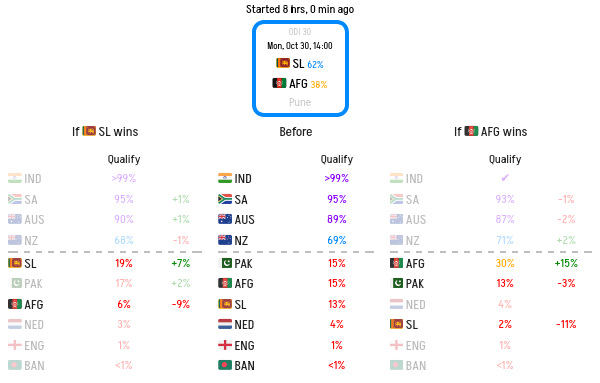 Started 8 hrs, 0 min ago
ODI 30
Mon, Oct 30, 14:00
SL 62%
AFG 38%
Pune
If SL wins Before If AFG wins
Qualify Qualify Qualify
IND >99% IND >99% IND ✔
SA 95% +1% SA 95% SA 93% -1%
AUS 90% +1% AUS 89% AUS 87% -2%
NZ 68% -1% NZ 69% NZ 71% +2%
SL 19% +7% PAK 15% AFG 30% +15%
PAK 17% +2% AFG 15% PAK 13% -3%
AFG 6% -9% SL 13% NED 4%
NED 3% NED 4% SL 2% -11%
ENG 1% ENG 1% ENG 1%
BAN <1% BAN <1% BAN <1%